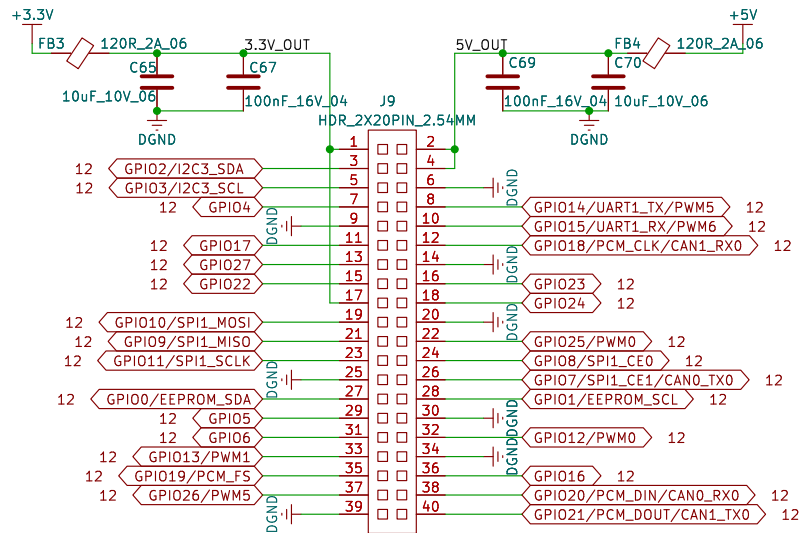 +3.3V +5V
FB3 120R_2A_06 3.3V_OUT 5V_OUT FB4 120R_2A_06
C65 C67 C69 C70
10uF_10V_06 100nF_16V_04 100nF_16V_04 10uF_10V_06
J9
HDR_2X20PIN_2.54MM
DGND DGND
1 2
12 GPIO2/I2C3_SDA 3 4
12 GPIO3/I2C3_SCL 5 6 DGND
12 GPIO4 7 8 GPIO14/UART1_TX/PWM5 12
DGND 9 10 GPIO15/UART1_RX/PWM6 12
12 GPIO17 11 12 GPIO18/PCM_CLK/CAN1_RX0 12
12 GPIO27 13 14 DGND
12 GPIO22 15 16 GPIO23 12
17 18 GPIO24 12
12 GPIO10/SPI1_MOSI 19 20 DGND
12 GPIO9/SPI1_MISO 21 22 GPIO25/PWM0 12
12 GPIO11/SPI1_SCLK 23 24 GPIO8/SPI1_CE0 12
DGND 25 26 GPIO7/SPI1_CE1/CAN0_TX0 12
12 GPIO0/EEPROM_SDA 27 28 GPIO1/EEPROM_SCL 12
12 GPIO5 29 30 DGND
12 GPIO6 31 32 GPIO12/PWM0 12
12 GPIO13/PWM1 33 34 DGND
12 GPIO19/PCM_FS 35 36 GPIO16 12
12 GPIO26/PWM5 37 38 GPIO20/PCM_DIN/CAN0_RX0 12
DGND 39 40 GPIO21/PCM_DOUT/CAN1_TX0 12